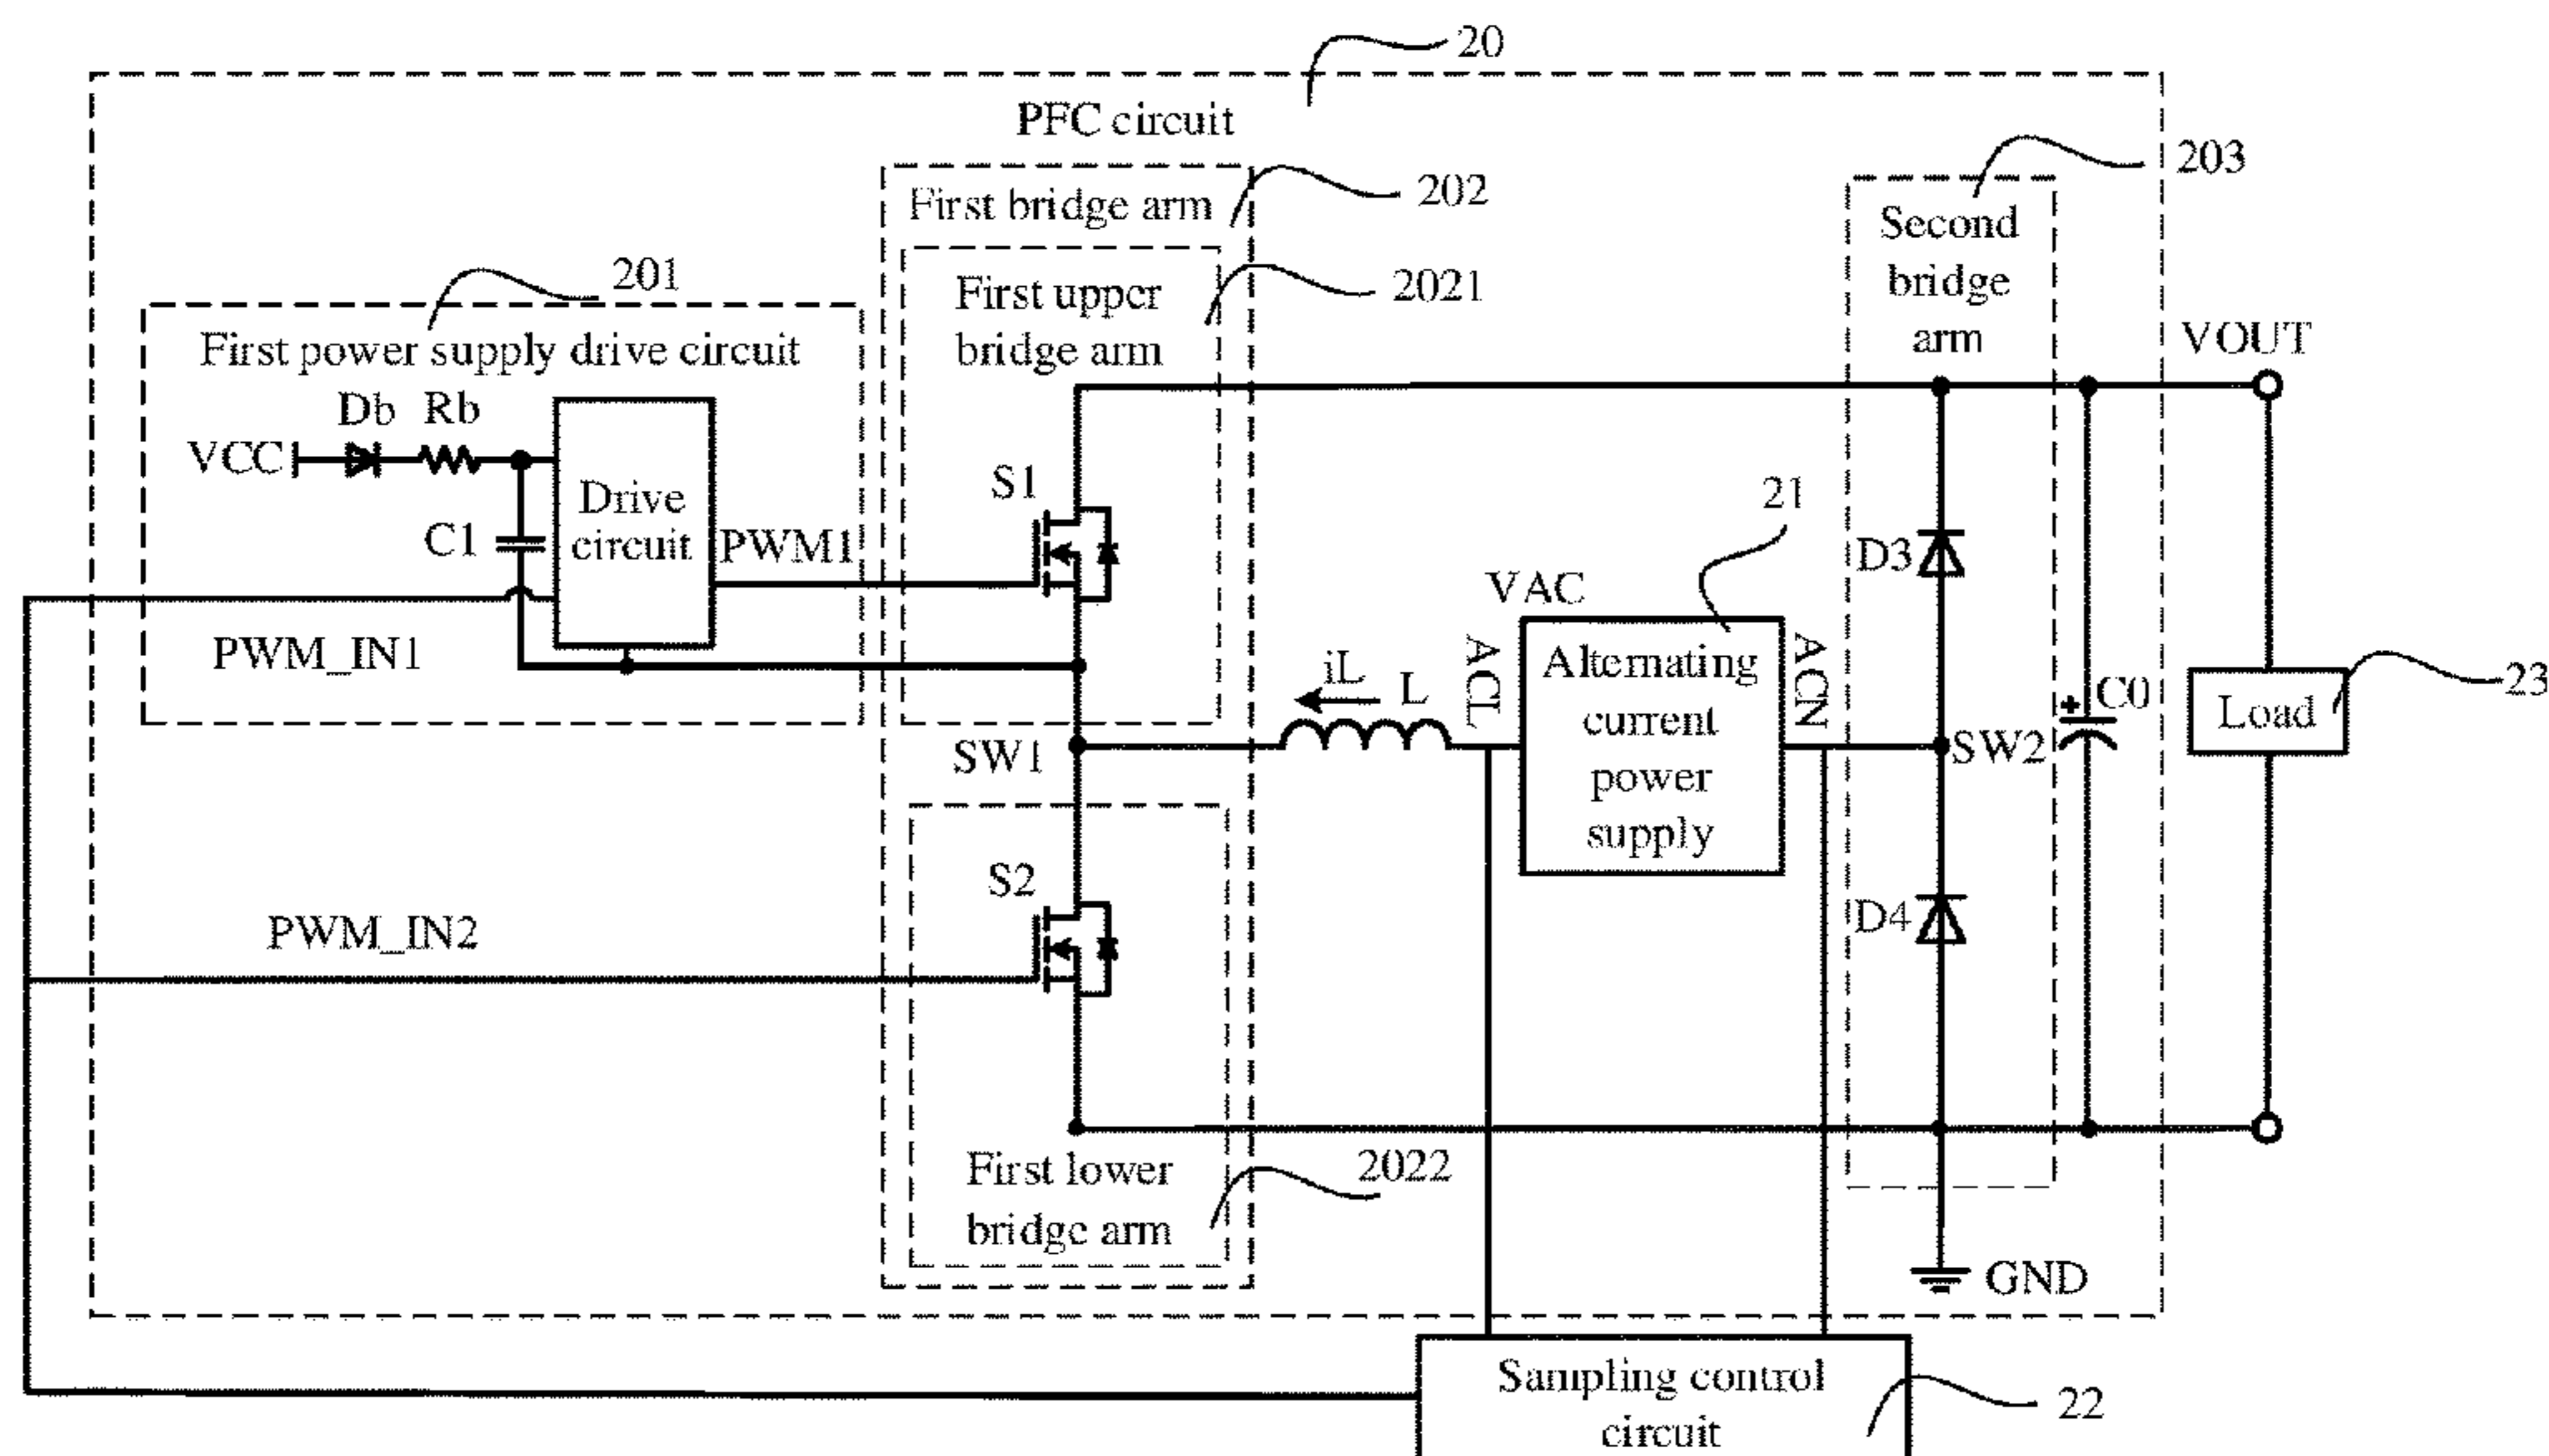 20
PFC circuit
203
202
First bridge arm
Second
bridge
arm
201
2021
First upper
bridge arm
First power supply drive circuit
VOUT
Db Rb
VCC
S1
Drive
circuit
21
C1
PWM1
D3
VAC
PWM_IN1
ACL
Alternating
current
power
supply
ACN
iL
L
C0
+
Load
23
SW1
SW2
S2
D4
PWM_IN2
First lower
bridge arm
2022
GND
Sampling control
circuit
22